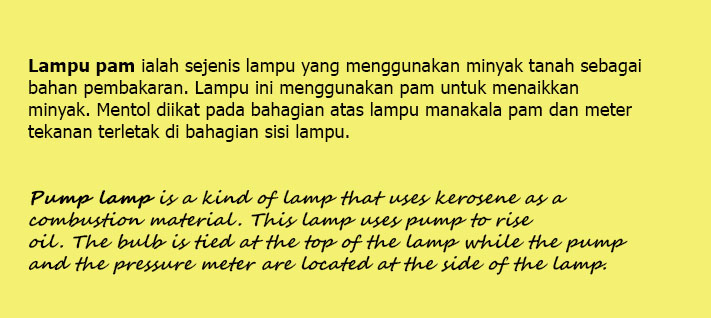 Lampu pam ialah sejenis lampu yang menggunakan minyak tanah sebagai
bahan pembakaran. Lampu ini menggunakan pam untuk menaikkan
minyak. Mentol diikat pada bahagian atas lampu manakala pam dan meter
tekanan terletak di bahagian sisi lampu.
Pump lamp is a kind of lamp that uses kerosene as a
combustion material. This lamp uses pump to rise
oil. The bulb is tied at the top of the lamp while the pump
and the pressure meter are located at the side of the lamp.